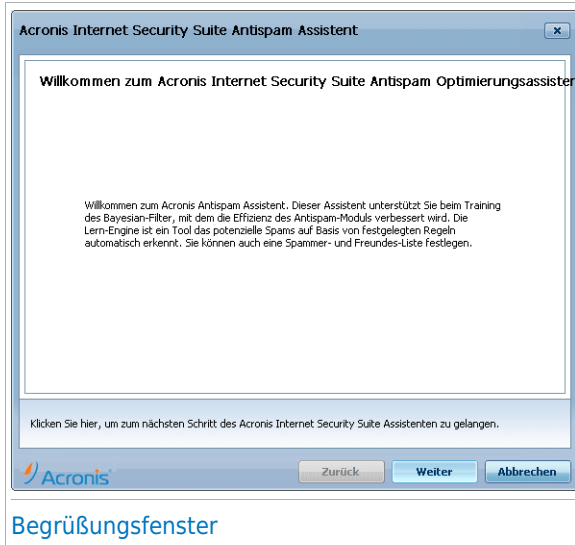 Acronis Internet Security Suite Antispam Assistent
Willkommen zum Acronis Internet Security Suite Antispam Optimierungsassisten
Willkommen zum Acronis Antispam Assistent. Dieser Assistent unterstützt Sie beim Training
des Bayesian-Filter, mit dem die Effizienz des Antispam-Moduls verbessert wird. Die
Lern-Engine ist ein Tool das potenzielle Spams auf Basis von festgelegten Regeln
automatisch erkennt. Sie können auch eine Spammer- und Freundes-Liste festlegen.
Klicken Sie hier, um zum nächsten Schritt des Acronis Internet Security Suite Assistenten zu gelangen.
Acronis
Zurück Weiter Abbrechen
Begrüßungsfenster